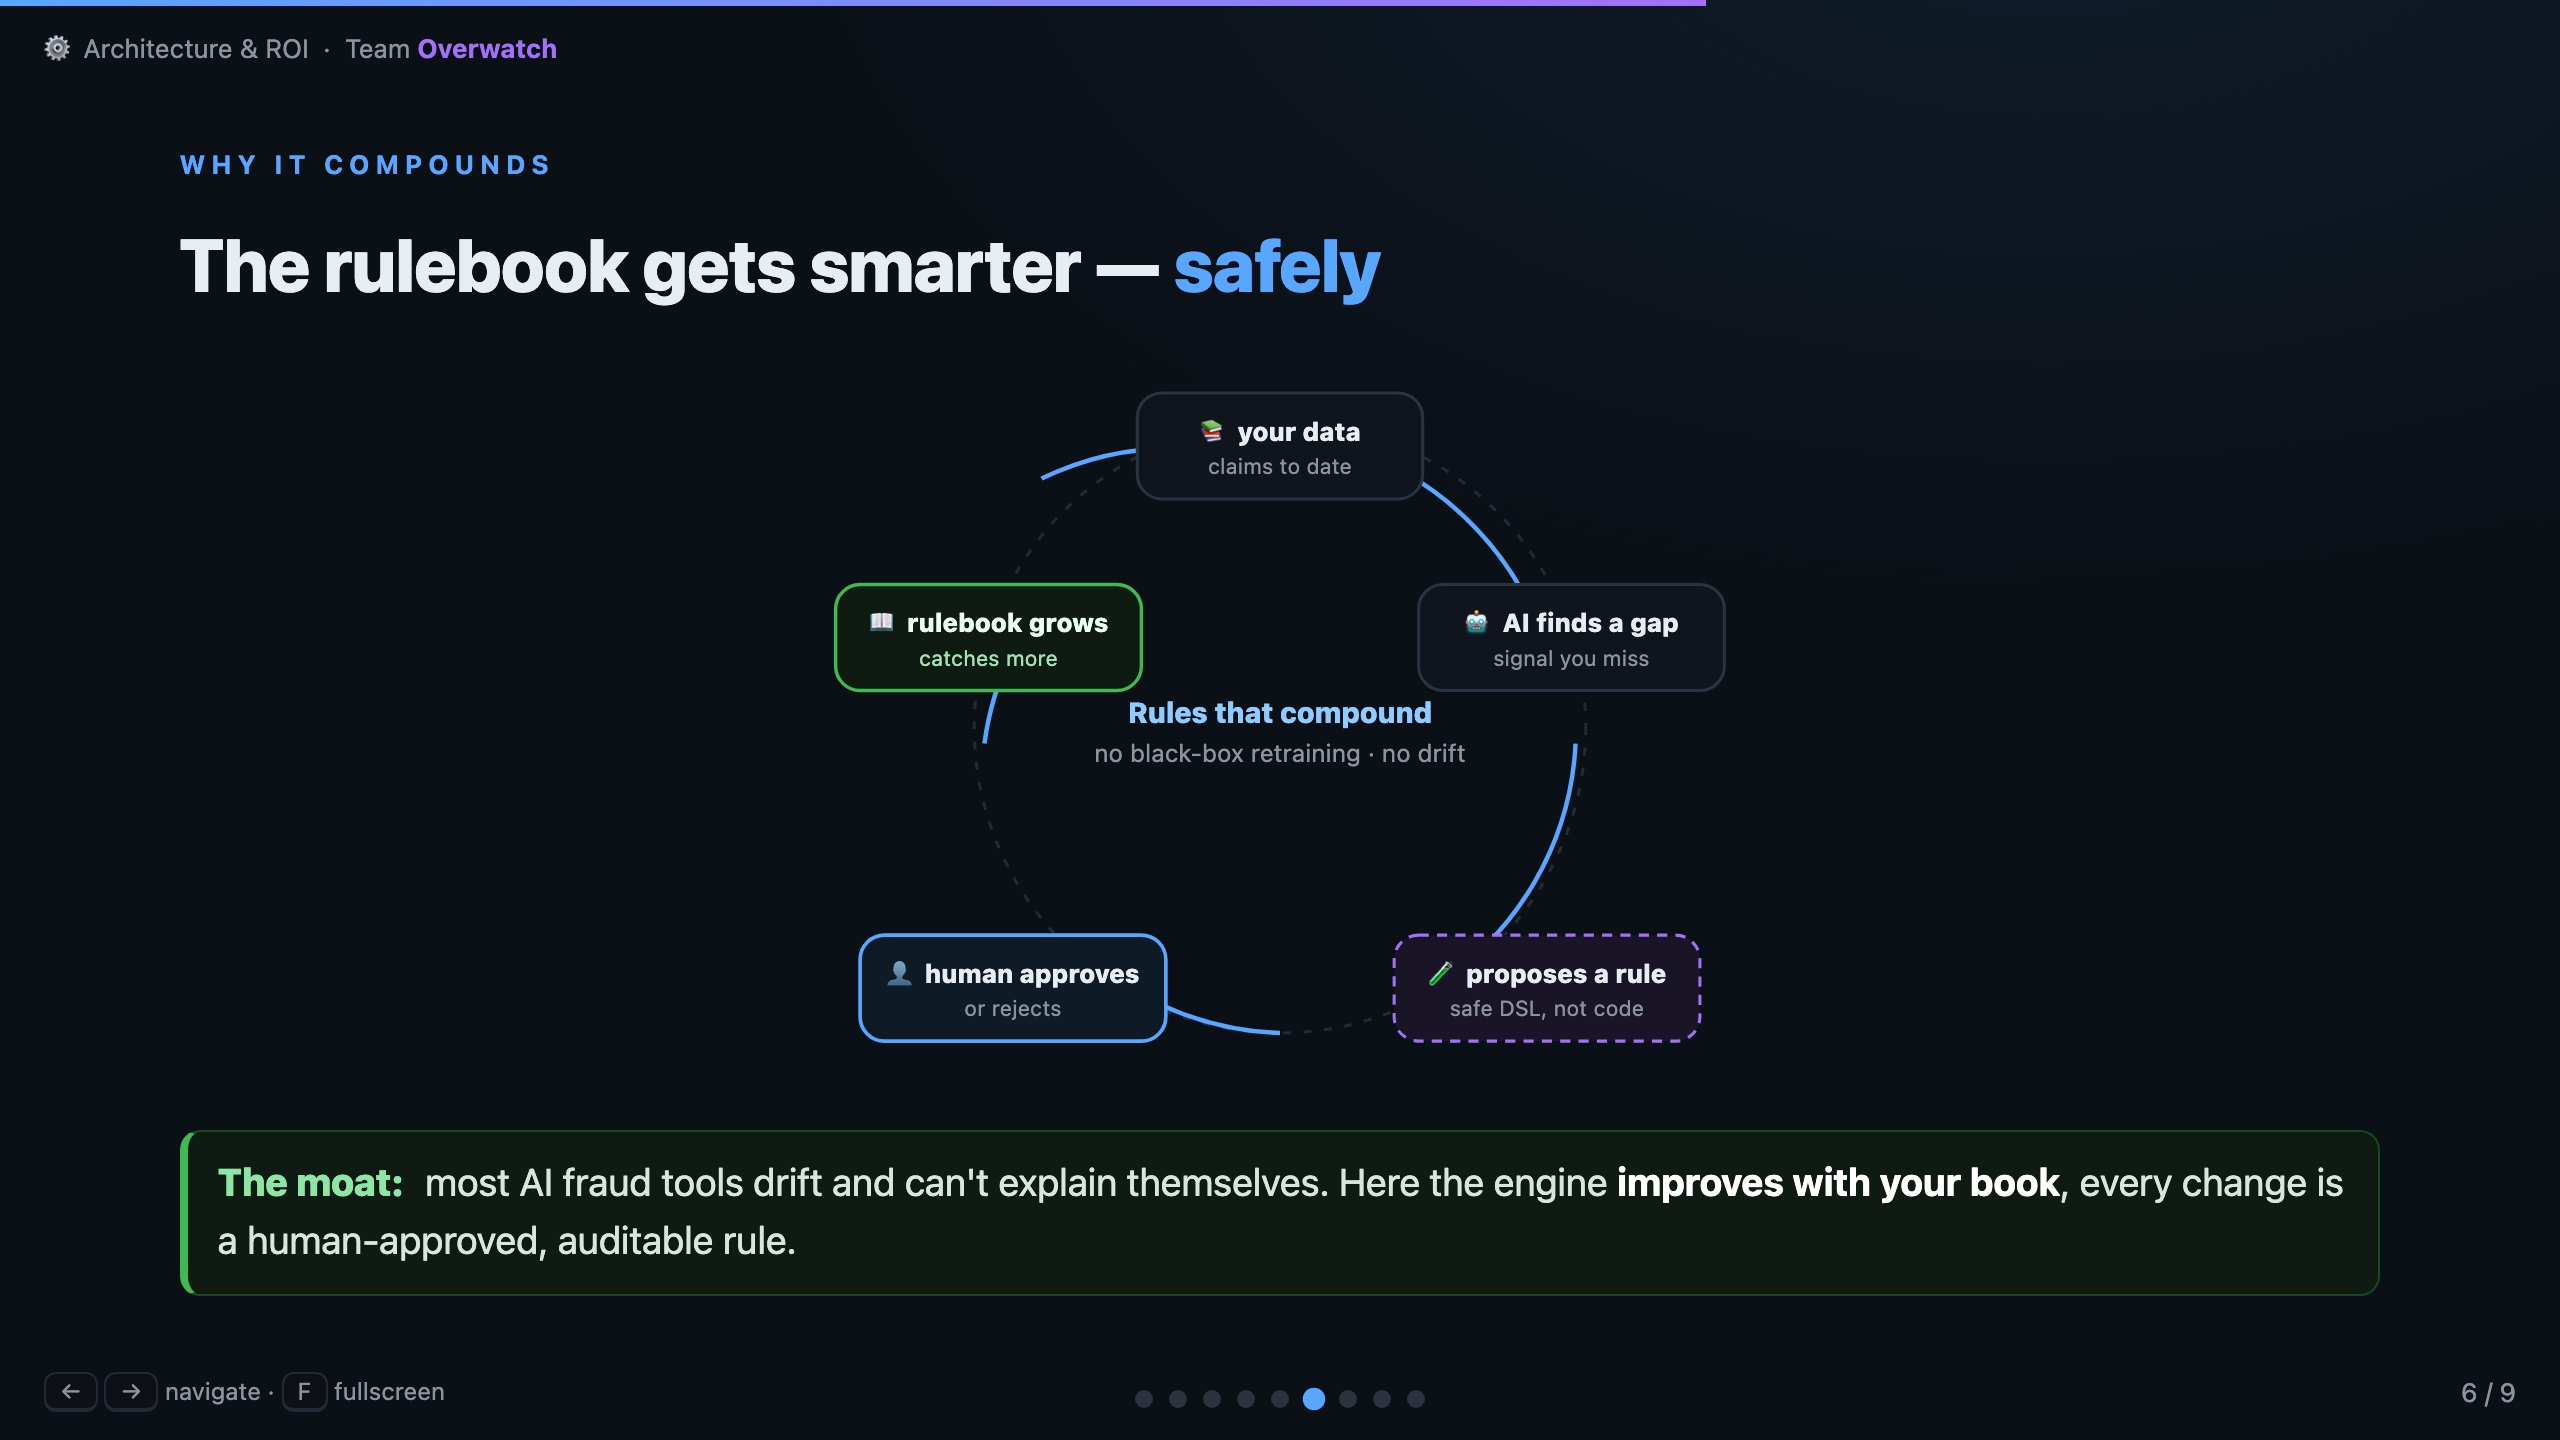 ⚙️ Architecture & ROI · Team Overwatch
WHY IT COMPOUNDS
The rulebook gets smarter — safely
📚 your data
claims to date
📖 rulebook grows
catches more
🤖 AI finds a gap
signal you miss
Rules that compound
no black-box retraining · no drift
👤 human approves
or rejects
🧪 proposes a rule
safe DSL, not code
The moat: most AI fraud tools drift and can't explain themselves. Here the engine improves with your book, every change is
a human-approved, auditable rule.
← → navigate · F fullscreen
6 / 9